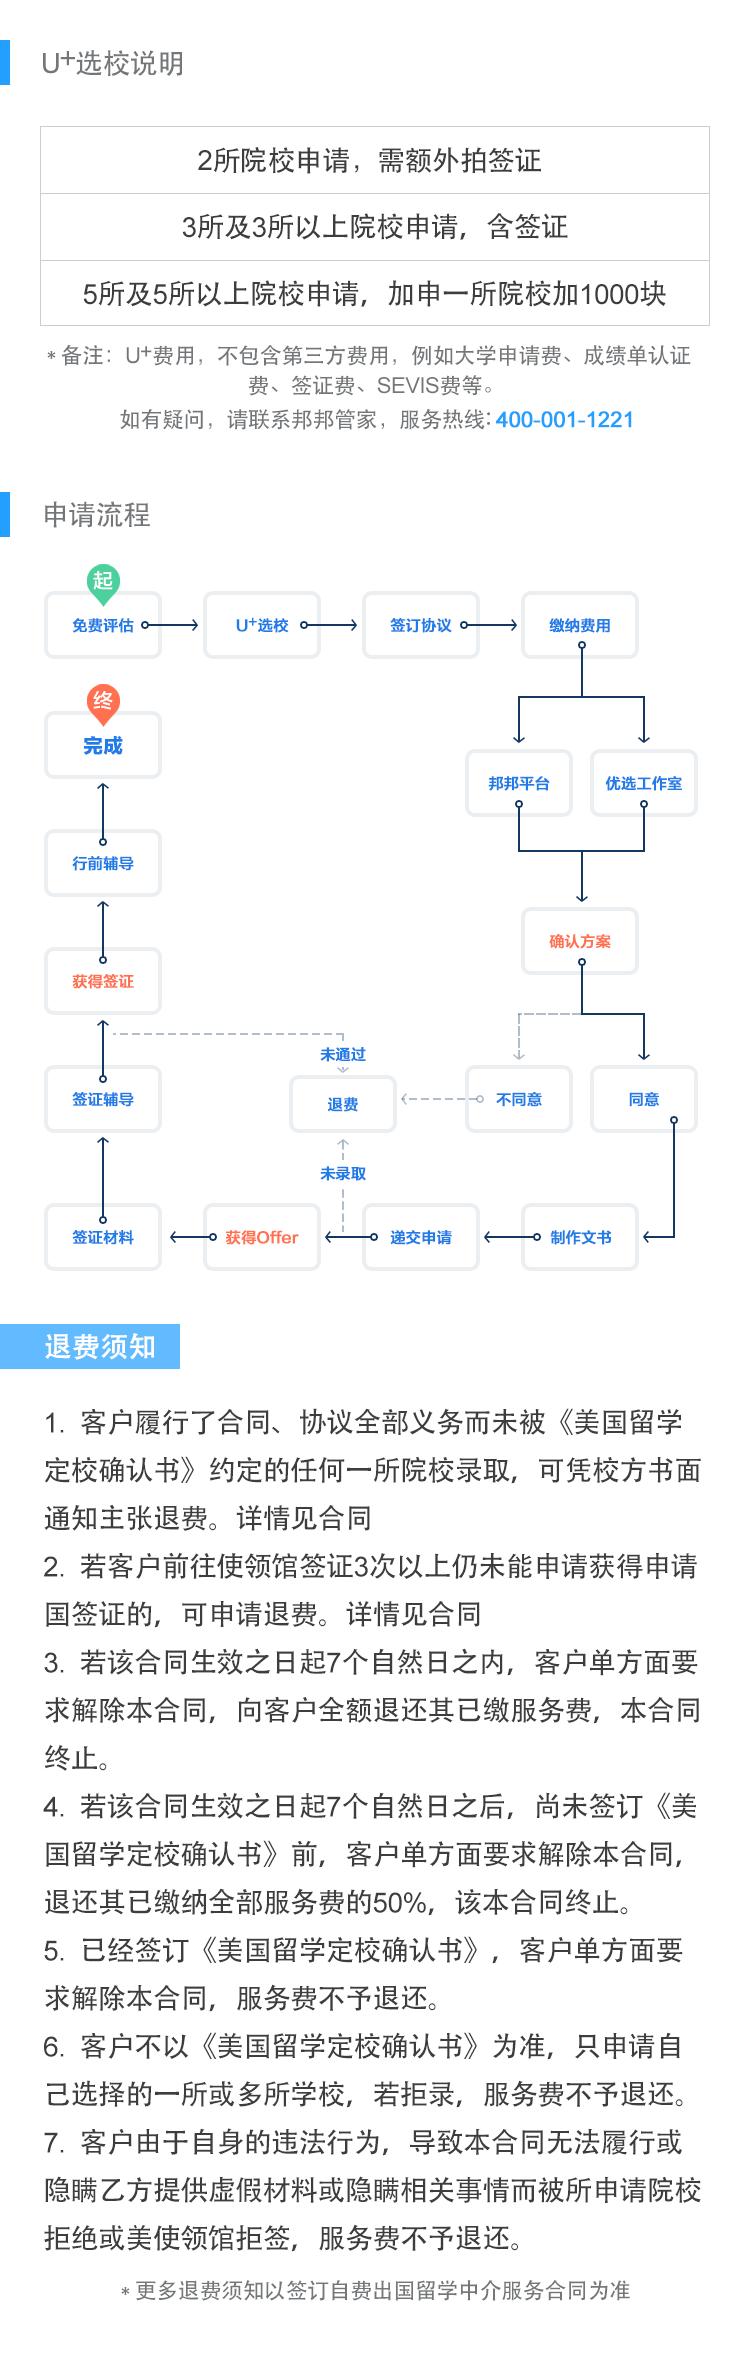 U⁺选校说明
2所院校申请，需额外拍签证
3所及3所以上院校申请，含签证
5所及5所以上院校申请，加申一所院校加1000块
*备注：U⁺费用，不包含第三方费用，例如大学申请费、成绩单认证
费、签证费、SEVIS费等。
如有疑问，请联系邦邦管家，服务热线：400-001-1221
申请流程
起
免费评估
U⁺选校
签订协议
缴纳费用
终
完成
邦邦平台
优选工作室
行前辅导
确认方案
获得签证
未通过
签证辅导
退费
不同意
同意
未录取
签证材料
获得Offer
递交申请
制作文书
退费须知
1. 客户履行了合同、协议全部义务而未被《美国留学
定校确认书》约定的任何一所院校录取，可凭校方书面
通知主张退费。详情见合同
2. 若客户前往使领馆签证3次以上仍未能申请获得申请
国签证的，可申请退费。详情见合同
3. 若该合同生效之日起7个自然日之内，客户单方面要
求解除本合同，向客户全额退还其已缴服务费，本合同
终止。
4. 若该合同生效之日起7个自然日之后，尚未签订《美
国留学定校确认书》前，客户单方面要求解除本合同，
退还其已缴纳全部服务费的50%，该本合同终止。
5. 已经签订《美国留学定校确认书》，客户单方面要
求解除本合同，服务费不予退还。
6. 客户不以《美国留学定校确认书》为准，只申请自
己选择的一所或多所学校，若拒录，服务费不予退还。
7. 客户由于自身的违法行为，导致本合同无法履行或
隐瞒乙方提供虚假材料或隐瞒相关事情而被所申请院校
拒绝或美使领馆拒签，服务费不予退还。
*更多退费须知以签订自费出国留学中介服务合同为准